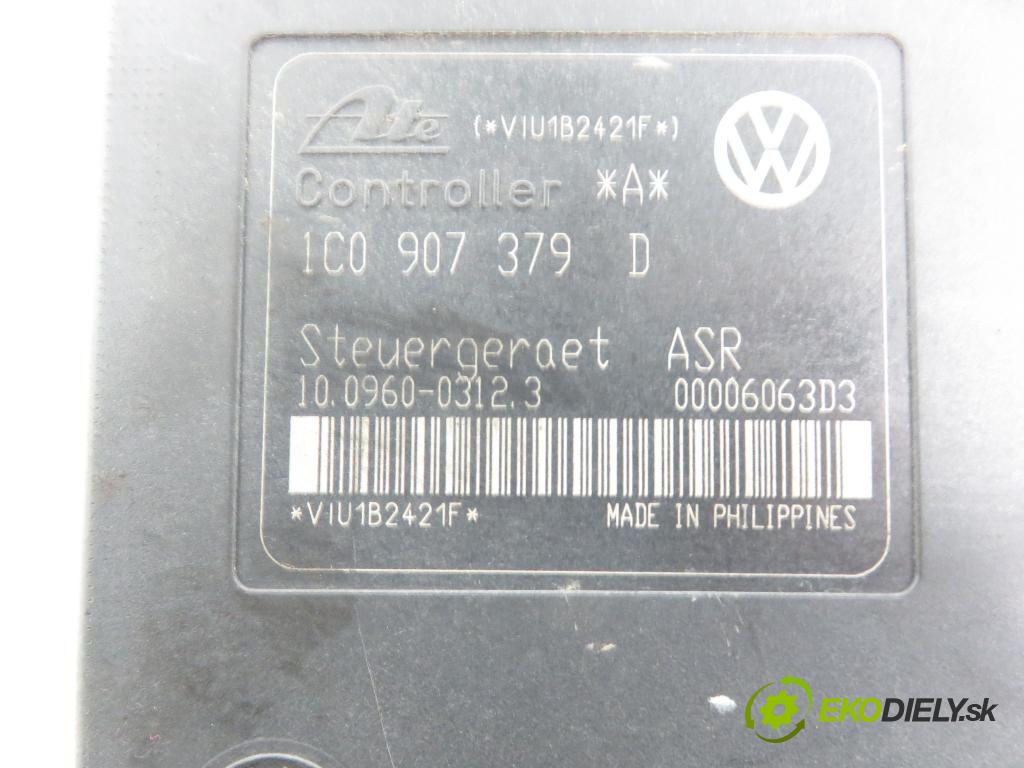 Ate (*VIU1B2421F*)
Controller *A*
1C0 907 379 D
Steuergeraet ASR
10.0960-0312.3 00006063D3
*VIU1B2421F* MADE IN PHILIPPINES
EKODIELY.sk